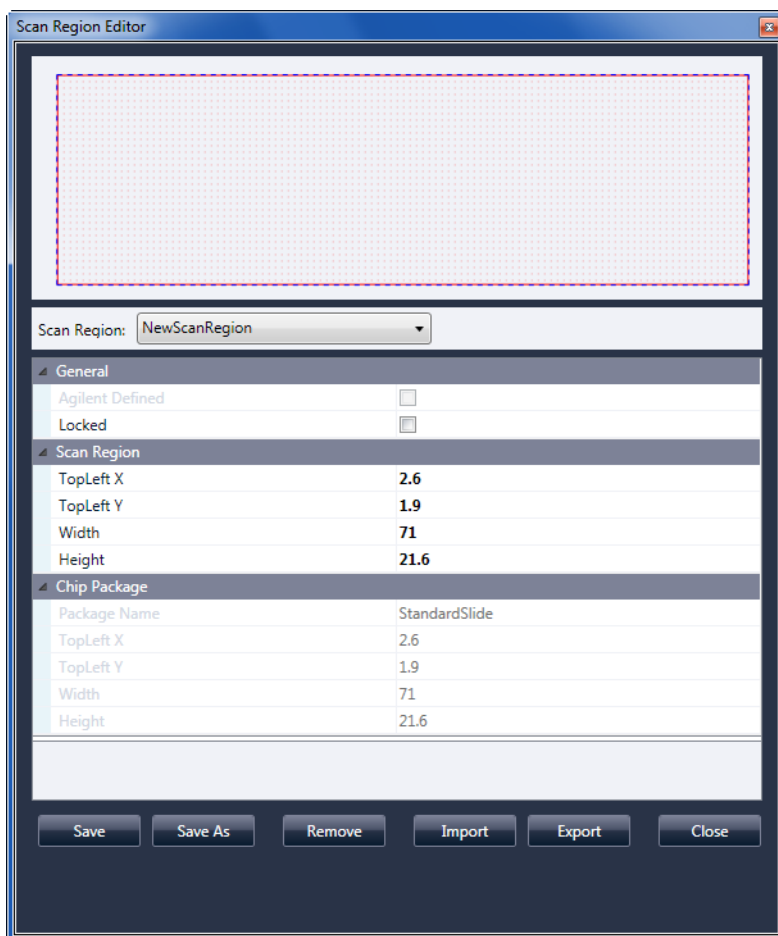 Scan Region Editor
Scan Region: NewScanRegion
General
Agilent Defined
Locked
Scan Region
TopLeft X 2.6
TopLeft Y 1.9
Width 71
Height 21.6
Chip Package
Package Name StandardSlide
TopLeft X 2.6
TopLeft Y 1.9
Width 71
Height 21.6
Save Save As Remove Import Export Close